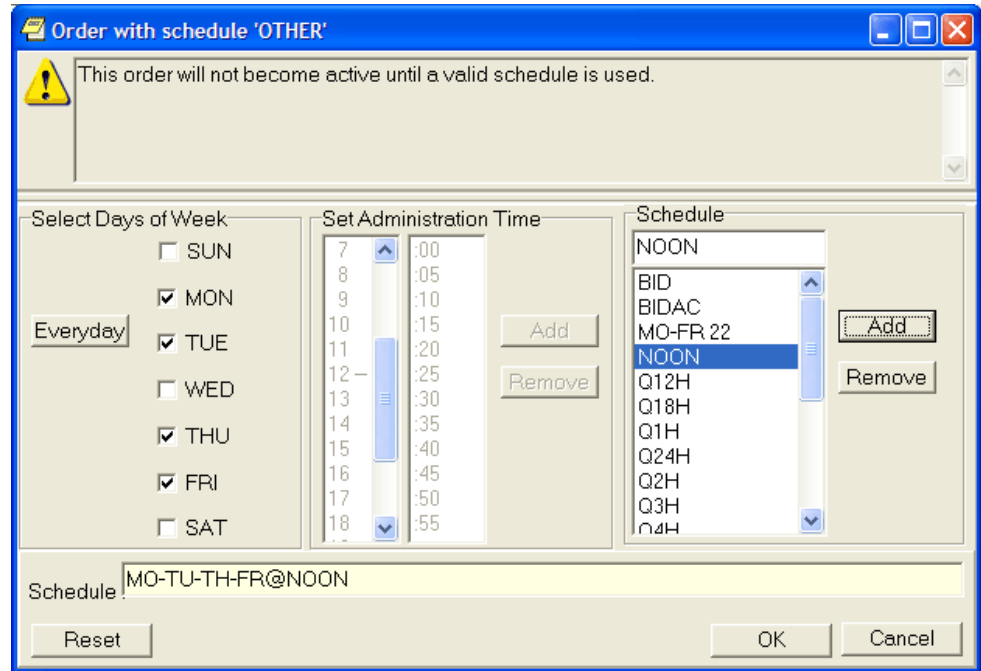 Order with schedule 'OTHER'
This order will not become active until a valid schedule is used.
Select Days of Week
SUN
MON
Everyday
TUE
WED
THU
FRI
SAT
Set Administration Time
7
8
9
10
11
12 –
13
14
15
16
17
18
:00
:05
:10
:15
:20
:25
:30
:35
:40
:45
:50
:55
Add
Remove
Schedule
NOON
BID
BIDAC
MO-FR 22
NOON
Q12H
Q18H
Q1H
Q24H
Q2H
Q3H
Q4H
Add
Remove
Schedule :
MO-TU-TH-FR@NOON
Reset
OK
Cancel